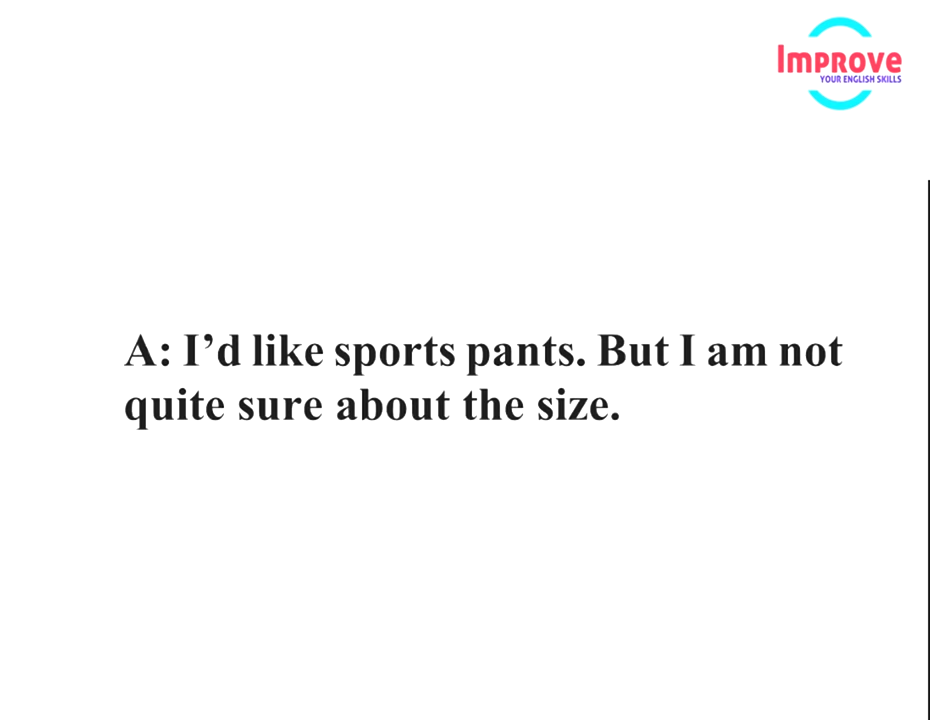 Improve
YOUR ENGLISH SKILLS
A: I’d like sports pants. But I am not
quite sure about the size.